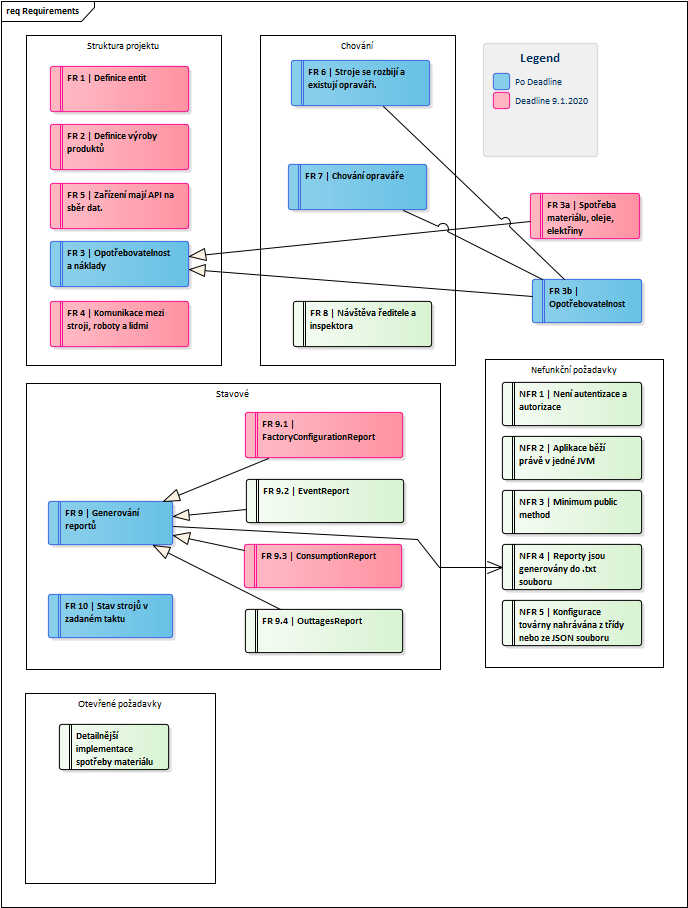 req Requirements
Struktura projektu
FR 1 | Definice entit
FR 2 | Definice výroby
produktů
FR 5 | Zařízení mají API na
sběr dat.
FR 3 | Opotřebovatelnost
a náklady
FR 4 | Komunikace mezi
stroji, roboty a lidmi
Chování
FR 6 | Stroje se rozbijí a
existují opraváři.
FR 7 | Chování opraváře
FR 8 | Návštěva ředitele a
inspektora
Legend
Po Deadline
Deadline 9.1.2020
FR 3a | Spotřeba
materiálu, oleje,
elektřiny
FR 3b |
Opotřebovatelnost
Stavové
FR 9.1 |
FactoryConfigurationReport
FR 9.2 | EventReport
FR 9 | Generování
reportů
FR 9.3 | ConsumptionReport
FR 10 | Stav strojů v
zadaném taktu
FR 9.4 | OuttagesReport
Nefunkční požadavky
NFR 1 | Není autentizace a
autorizace
NFR 2 | Aplikace běží
právě v jedné JVM
NFR 3 | Minimum public
method
NFR 4 | Reporty jsou
generovány do .txt
souboru
NFR 5 | Konfigurace
továrny nahrávána z třídy
nebo ze JSON souboru
Otevřené požadavky
Detailnější
implementace
spotřeby materiálu